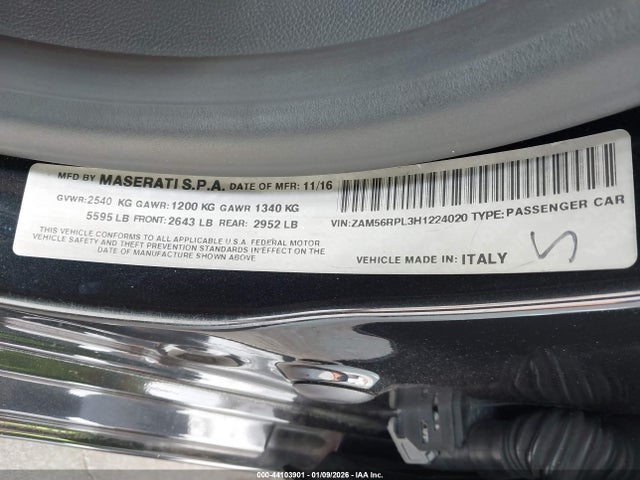 MFD BY MASERATI S.P.A. DATE OF MFR: 11/16
GVWR: 2540 KG GAWR: 1200 KG GAWR 1340 KG
5595 LB FRONT: 2643 LB REAR: 2952 LB
THIS VEHICLE CONFORMS TO ALL APPLICABLE U.S.A. FEDERAL MOTOR
VEHICLE SAFETY AND THEFT PREVENTION STANDARDS IN EFFECT ON THE
DATE OF MANUFACTURE SHOWN ABOVE
VIN: ZAM56RPL3H1224020 TYPE: PASSENGER CAR
VEHICLE MADE IN: ITALY
000-44103901 - 01/09/2026 - IAA Inc.